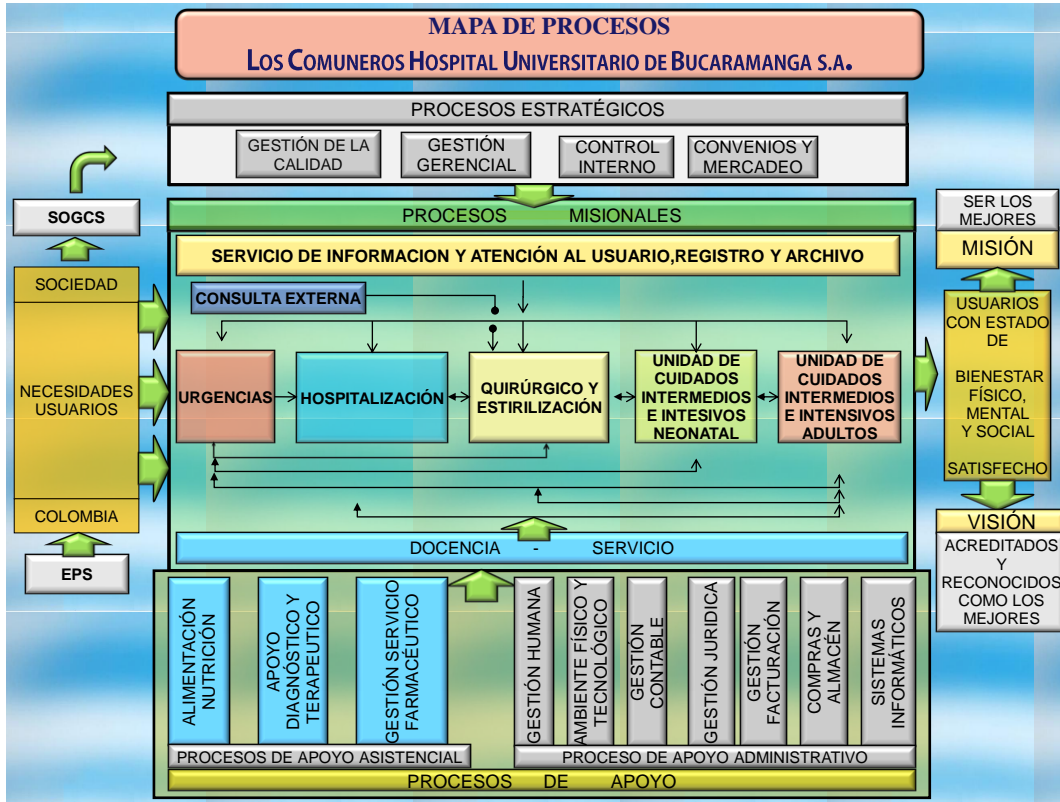 MAPA DE PROCESOS
LOS COMUNEROS HOSPITAL UNIVERSITARIO DE BUCARAMANGA S.A.
PROCESOS ESTRATÉGICOS
GESTIÓN DE LA
CALIDAD
GESTIÓN
GERENCIAL
CONTROL
INTERNO
CONVENIOS Y
MERCADEO
SOGCS
SOCIEDAD
NECESIDADES
USUARIOS
COLOMBIA
EPS
PROCESOS MISIONALES
SERVICIO DE INFORMACION Y ATENCIÓN AL USUARIO,REGISTRO Y ARCHIVO
CONSULTA EXTERNA
URGENCIAS
HOSPITALIZACIÓN
QUIRÚRGICO Y
ESTIRILIZACIÓN
UNIDAD DE
CUIDADOS
INTERMEDIOS
E INTESIVOS
NEONATAL
UNIDAD DE
CUIDADOS
INTERMEDIOS
E INTENSIVOS
ADULTOS
DOCENCIA - SERVICIO
SER LOS
MEJORES
MISIÓN
USUARIOS
CON ESTADO
DE
BIENESTAR
FÍSICO,
MENTAL
Y SOCIAL
SATISFECHO
VISIÓN
ACREDITADOS
Y
RECONOCIDOS
COMO LOS
MEJORES
ALIMENTACIÓN
NUTRICIÓN
APOYO
DIAGNÓSTICO Y
TERAPEUTICO
GESTIÓN SERVICIO
FARMACÉUTICO
GESTIÓN HUMANA
AMBIENTE FÍSICO Y
TECNOLÓGICO
GESTIÓN
CONTABLE
GESTIÓN JURIDICA
GESTIÓN
FACTURACIÓN
COMPRAS Y
ALMACÉN
SISTEMAS
INFORMÁTICOS
PROCESOS DE APOYO ASISTENCIAL
PROCESO DE APOYO ADMINISTRATIVO
PROCESOS DE APOYO